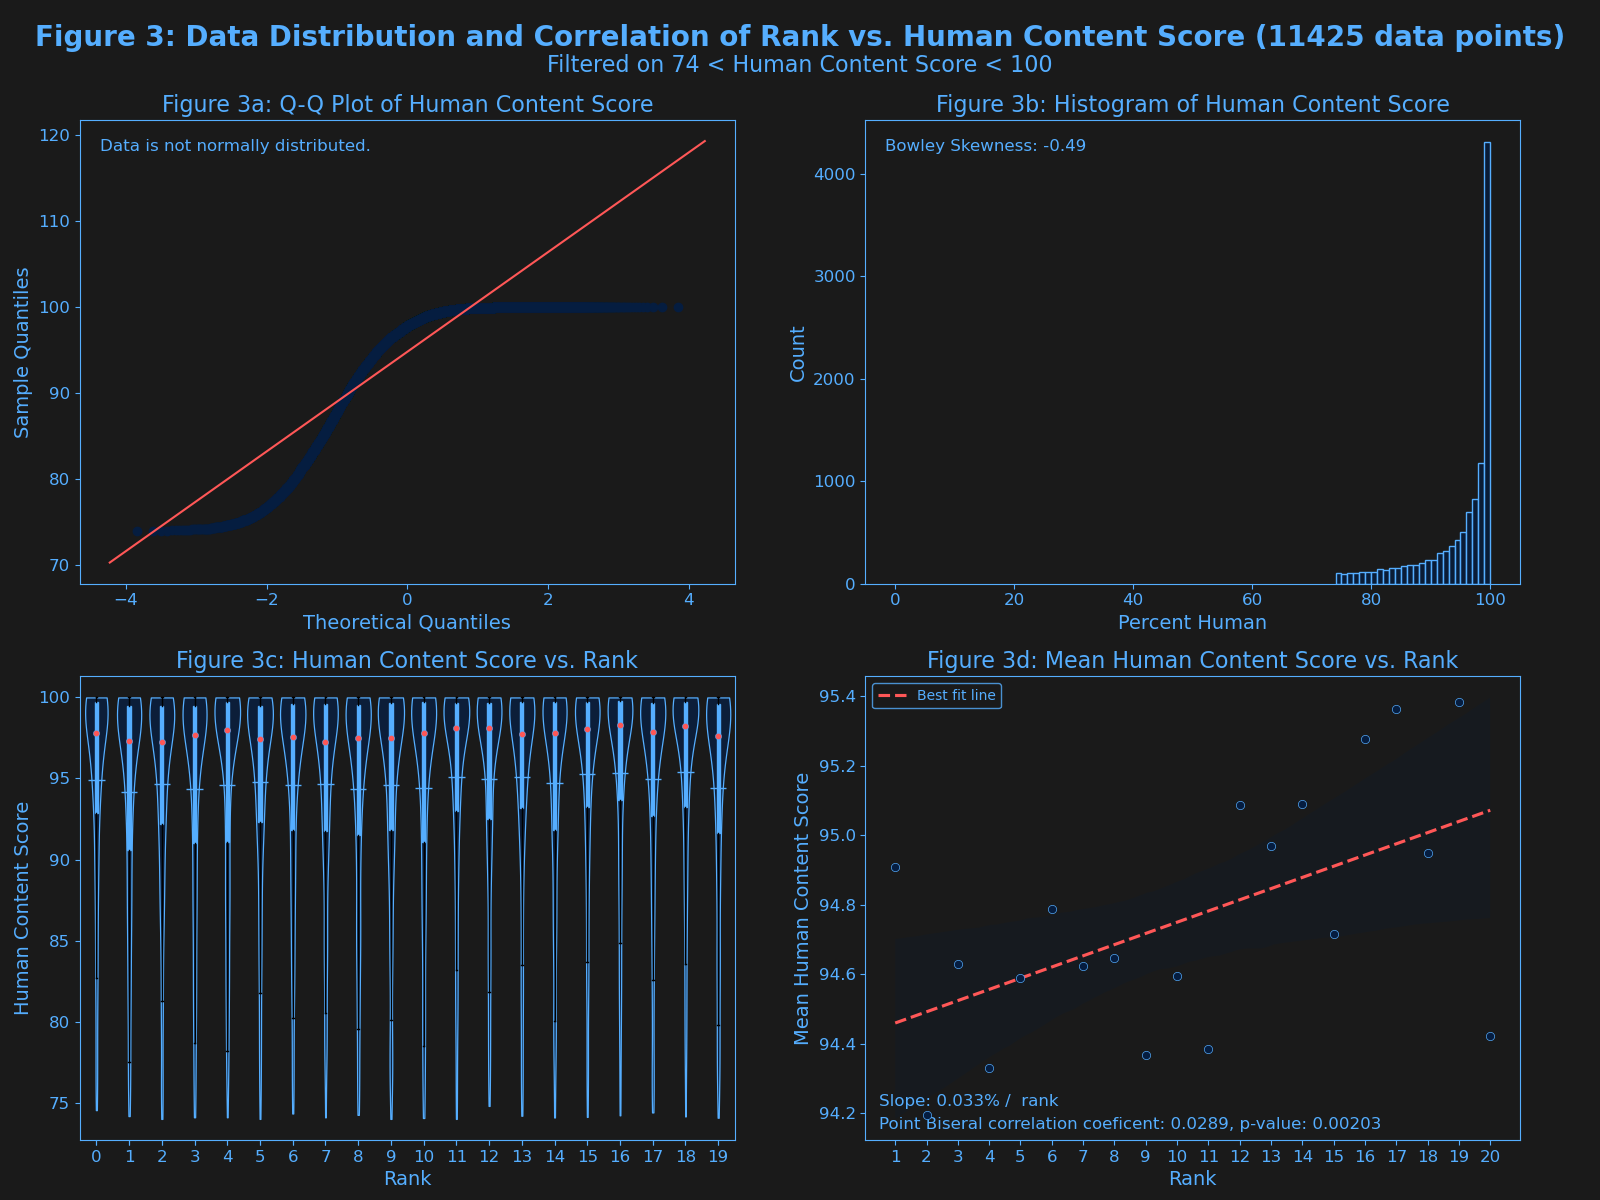 Figure 3: Data Distribution and Correlation of Rank vs. Human Content Score (11425 data points)
Filtered on 74 < Human Content Score < 100
Figure 3a: Q-Q Plot of Human Content Score
Data is not normally distributed.
120
110
100
90
80
70
Sample Quantiles
−4 −2 0 2 4
Theoretical Quantiles
Figure 3b: Histogram of Human Content Score
Bowley Skewness: -0.49
4000
3000
2000
1000
0
Count
0 20 40 60 80 100
Percent Human
Figure 3c: Human Content Score vs. Rank
100
95
90
85
80
75
Human Content Score
0 1 2 3 4 5 6 7 8 9 10 11 12 13 14 15 16 17 18 19
Rank
Figure 3d: Mean Human Content Score vs. Rank
Best fit line
95.4
95.2
95.0
94.8
94.6
94.4
94.2
Mean Human Content Score
Slope: 0.033% / rank
Point Biseral correlation coeficent: 0.0289, p-value: 0.00203
1 2 3 4 5 6 7 8 9 10 11 12 13 14 15 16 17 18 19 20
Rank